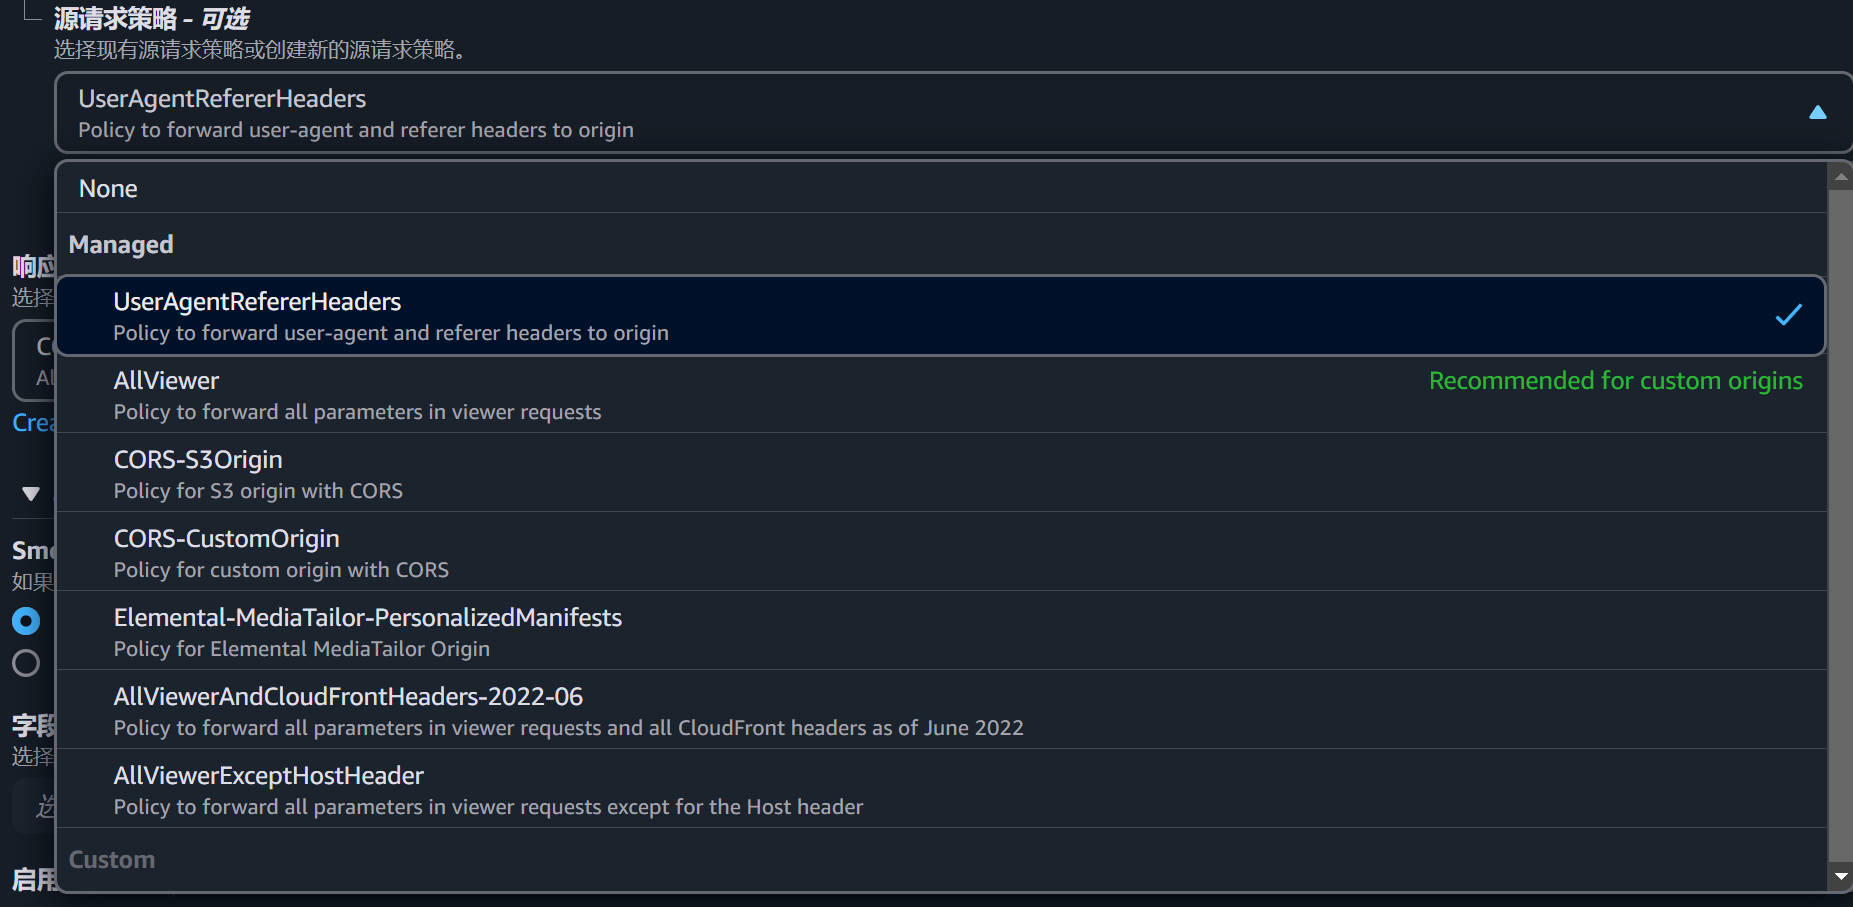 源请求策略 - 可选
选择现有源请求策略或创建新的源请求策略。
UserAgentRefererHeaders
Policy to forward user-agent and referer headers to origin
None
Managed
响应
选择
UserAgentRefererHeaders
Policy to forward user-agent and referer headers to origin
AllViewer
Recommended for custom origins
Policy to forward all parameters in viewer requests
Crea
CORS-S3Origin
Policy for S3 origin with CORS
CORS-CustomOrigin
Policy for custom origin with CORS
如果
Elemental-MediaTailor-PersonalizedManifests
Policy for Elemental MediaTailor Origin
AllViewerAndCloudFrontHeaders-2022-06
Policy to forward all parameters in viewer requests and all CloudFront headers as of June 2022
字段
选择
AllViewerExceptHostHeader
Policy to forward all parameters in viewer requests except for the Host header
Custom
启用